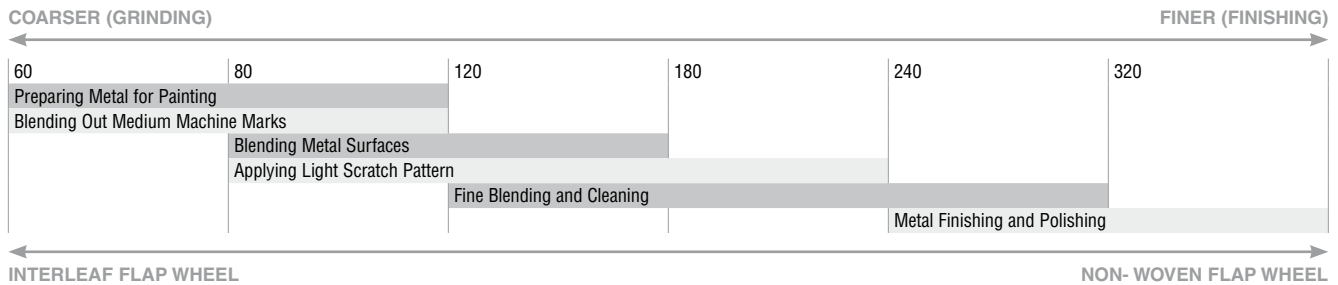 COARSER (GRINDING) FINER (FINISHING)
60 80 120 180 240 320
Preparing Metal for Painting
Blending Out Medium Machine Marks
Blending Metal Surfaces
Applying Light Scratch Pattern
Fine Blending and Cleaning
Metal Finishing and Polishing
INTERLEAF FLAP WHEEL NON- WOVEN FLAP WHEEL